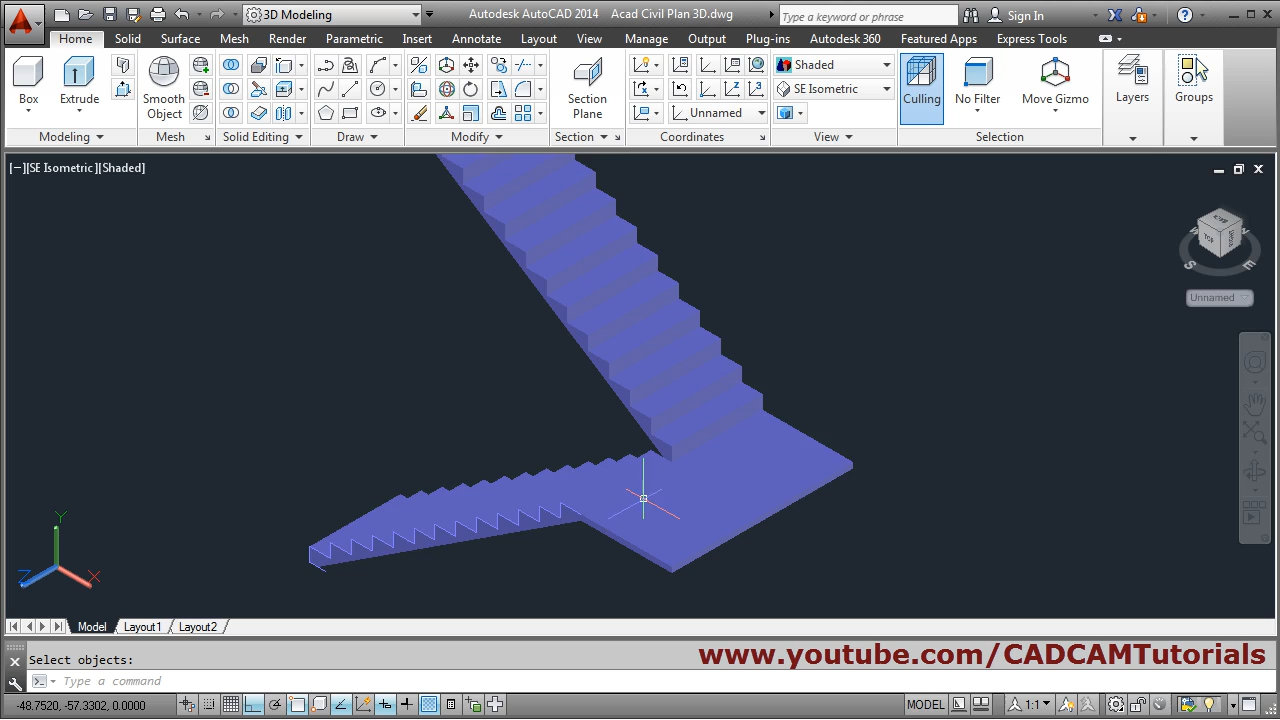 3D Modeling
Autodesk AutoCAD 2014 Acad Civil Plan 3D.dwg
Type a keyword or phrase
Sign In
Home Solid Surface Mesh Render Parametric Insert Annotate Layout View Manage Output Plug-ins Autodesk 360 Featured Apps Express Tools
Box
Extrude
Smooth
Object
Section
Plane
Unnamed
Shaded
SE Isometric
Culling
No Filter
Move Gizmo
Layers
Groups
Modeling
Mesh
Solid Editing
Draw
Modify
Section
Coordinates
View
Selection
[−][SE Isometric][Shaded]
TOP
W
S
E
Unnamed
Y
Z
X
Model Layout1 Layout2
Select objects:
www.youtube.com/CADCAMTutorials
Type a command
-48.7520, -57.3302, 0.0000
MODEL
1:1